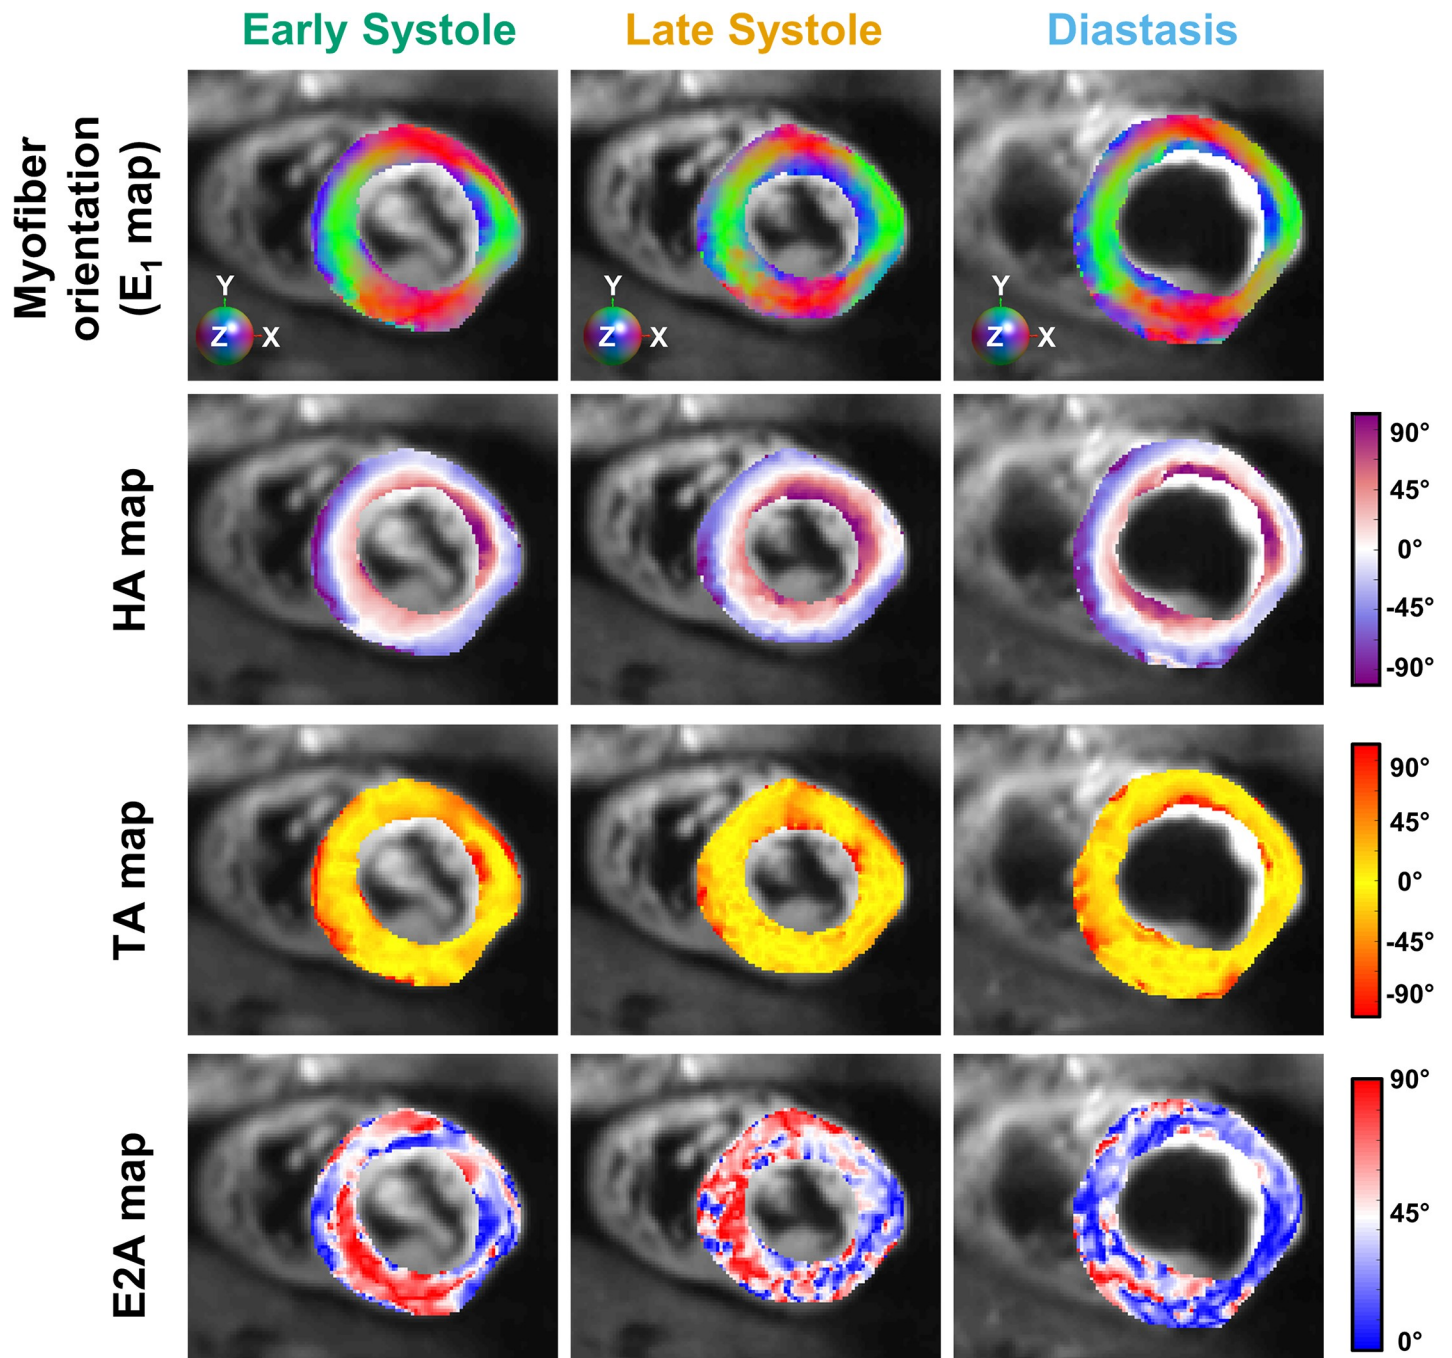 Early Systole
Late Systole
Diastasis
Myofiber
orientation
(E1 map)
Y
Z
X
Y
Z
X
Y
Z
X
HA map
90°
45°
0°
-45°
-90°
TA map
90°
45°
0°
-45°
-90°
E2A map
90°
45°
0°